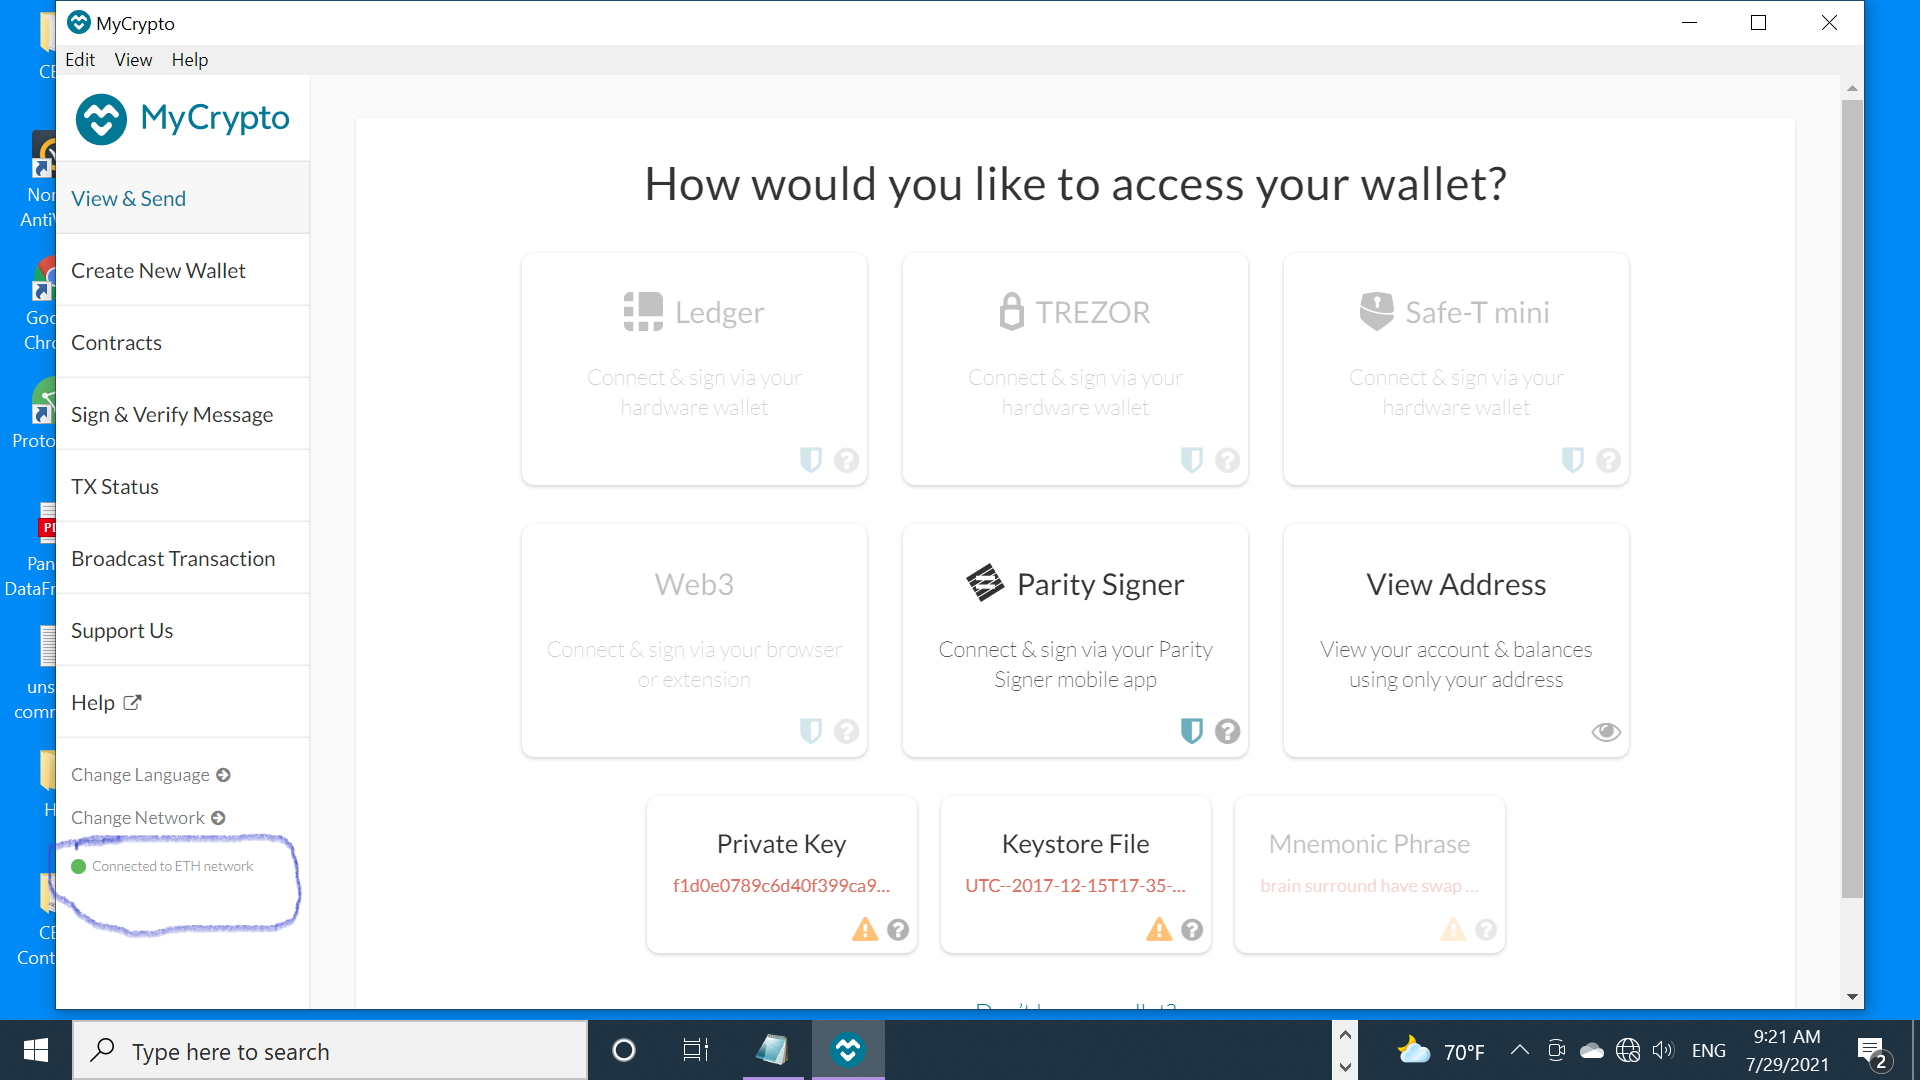 MyCrypto
Edit View Help
MyCrypto
View & Send
Create New Wallet
Contracts
Sign & Verify Message
TX Status
Broadcast Transaction
Support Us
Help
Change Language
Change Network
Connected to ETH network
How would you like to access your wallet?
Ledger
Connect & sign via your
hardware wallet
TREZOR
Connect & sign via your
hardware wallet
Safe-T mini
Connect & sign via your
hardware wallet
Web3
Connect & sign via your browser
or extension
Parity Signer
Connect & sign via your Parity
Signer mobile app
View Address
View your account & balances
using only your address
Private Key
f1d0e0789c6d40f399ca9...
Keystore File
UTC--2017-12-15T17-35-...
Mnemonic Phrase
brain surround have swap ...
Type here to search
70°F
ENG
9:21 AM
7/29/2021
2